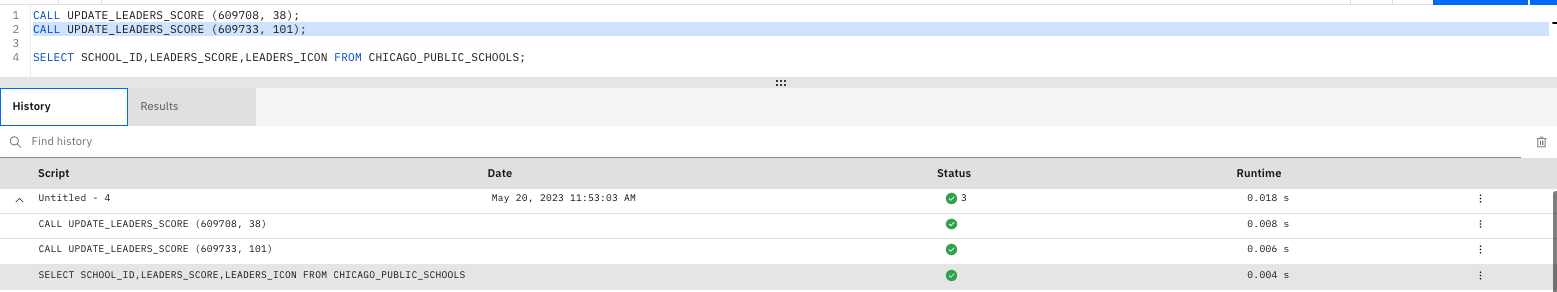 1 CALL UPDATE_LEADERS_SCORE (609708, 38);
2 CALL UPDATE_LEADERS_SCORE (609733, 101);
3
4 SELECT SCHOOL_ID,LEADERS_SCORE,LEADERS_ICON FROM CHICAGO_PUBLIC_SCHOOLS;
History Results
Find history
Script Date Status Runtime
Untitled - 4 May 20, 2023 11:53:03 AM 3 0.018 s
CALL UPDATE_LEADERS_SCORE (609708, 38) 0.008 s
CALL UPDATE_LEADERS_SCORE (609733, 101) 0.006 s
SELECT SCHOOL_ID,LEADERS_SCORE,LEADERS_ICON FROM CHICAGO_PUBLIC_SCHOOLS 0.004 s